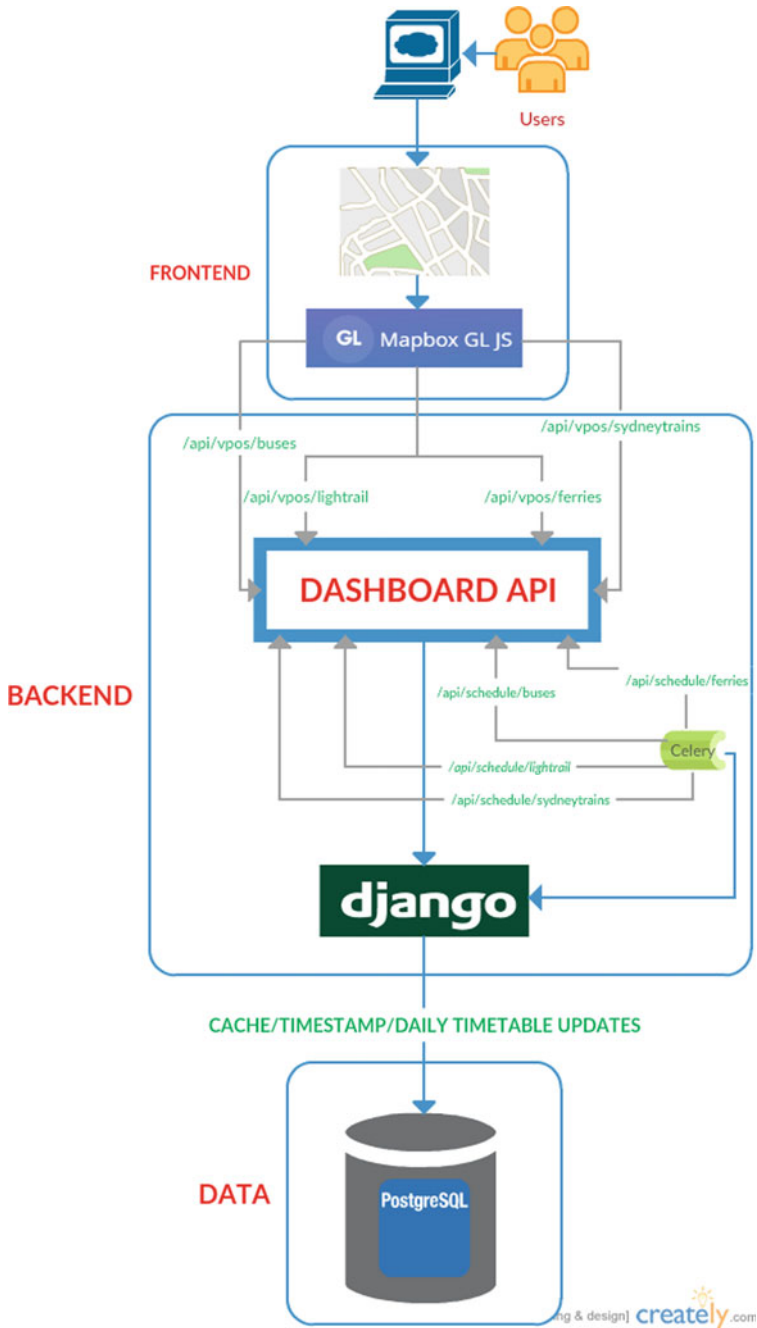 Users
FRONTEND
GL Mapbox GL JS
/api/vpos/buses
/api/vpos/sydneytrains
/api/vpos/lightrail
/api/vpos/ferries
DASHBOARD API
BACKEND
/api/schedule/buses
/api/schedule/ferries
Celery
/api/schedule/lightrail
/api/schedule/sydneytrains
django
CACHE/TIMESTAMP/DAILY TIMETABLE UPDATES
DATA
PostgreSQL
& design] creately.com